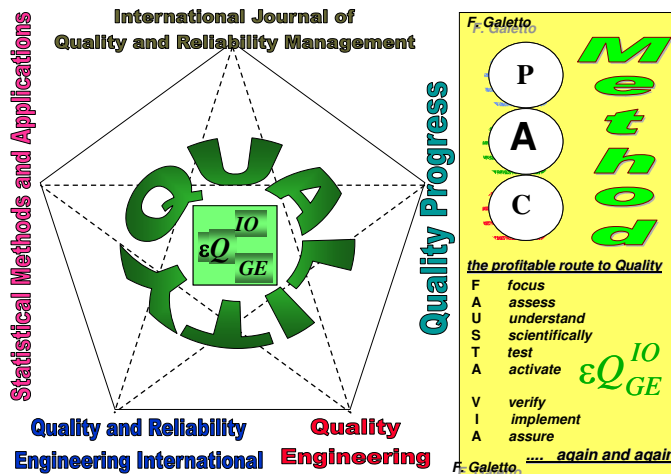 International Journal of
Quality and Reliability Management
Statistical Methods and Applications
QUALITY
εQ IO GE
Quality Progress
Quality and Reliability
Engineering International
Quality
Engineering
F. Galetto
F. Galetto
P
A
C
Method
the profitable route to Quality
F focus
A assess
U understand
S scientifically
T test
A activate
εQ IO GE
V verify
I implement
A assure
.... again and again
F. Galetto
F. Galetto